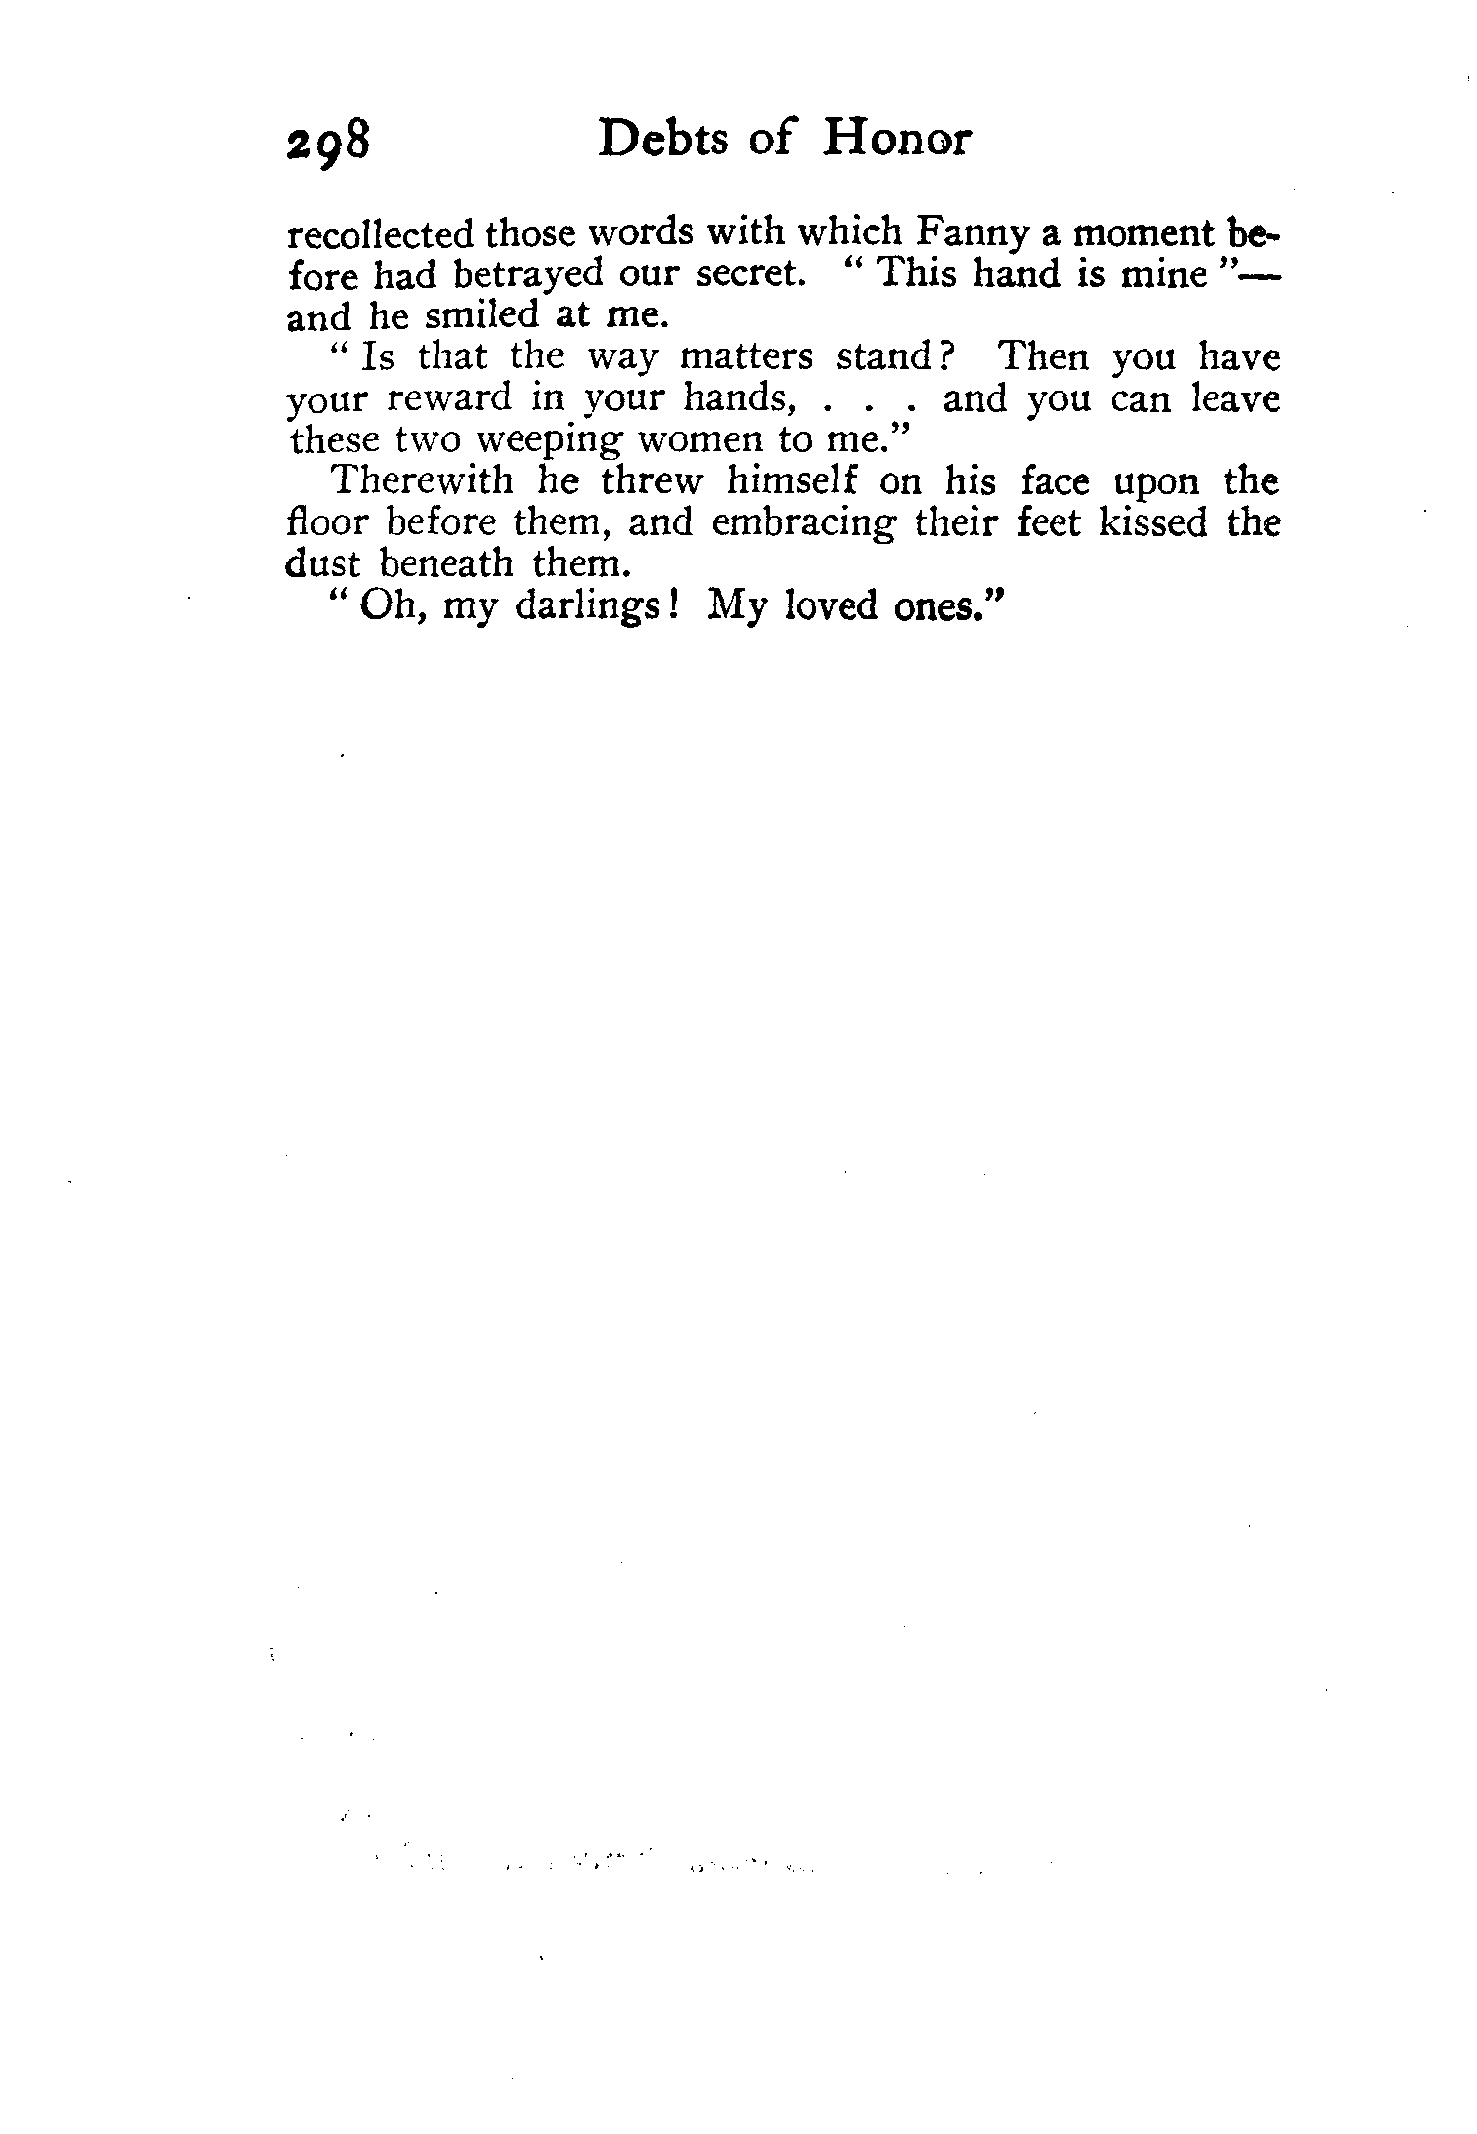 298 Debts of Honor
recollected those words with which Fanny a moment be-
fore had betrayed our secret. " This hand is mine "—
and he smiled at me.
" Is that the way matters stand? Then you have
your reward in your hands, . . . and you can leave
these two weeping women to me."
Therewith he threw himself on his face upon the
floor before them, and embracing their feet kissed the
dust beneath them.
" Oh, my darlings! My loved ones."